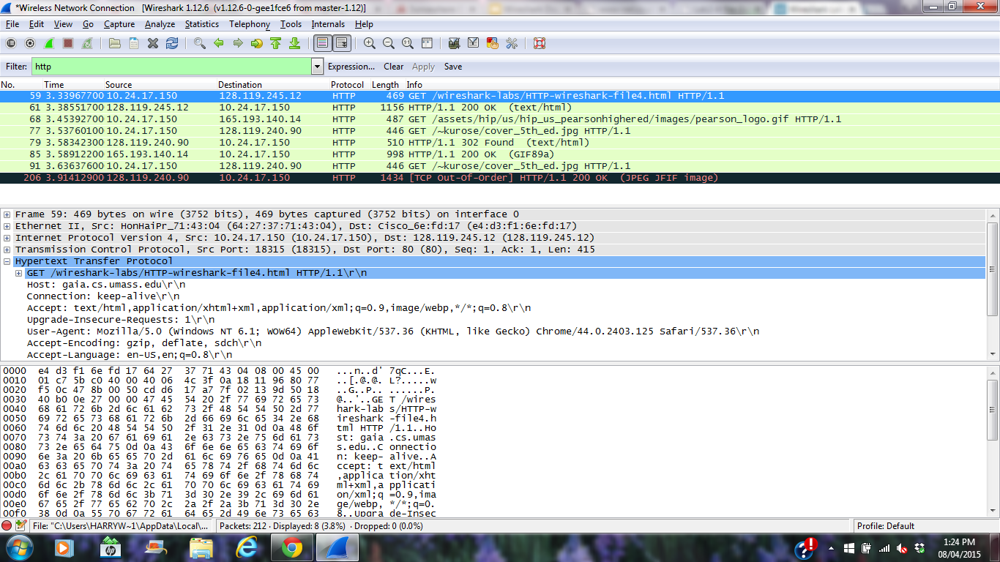 *Wireless Network Connection [Wireshark 1.12.6 (v1.12.6-0-gee1fce6 from master-1.12)]
File Edit View Go Capture Analyze Statistics Telephony Tools Internals Help
Filter: http Expression... Clear Apply Save
No. Time Source Destination Protocol Length Info
59 3.33967700 10.24.17.150 128.119.245.12 HTTP 469 GET /wireshark-labs/HTTP-wireshark-file4.html HTTP/1.1
61 3.38551700 128.119.245.12 10.24.17.150 HTTP 1156 HTTP/1.1 200 OK (text/html)
68 3.45392700 10.24.17.150 165.193.140.14 HTTP 487 GET /assets/hip/us/hip_us_pearsonhighered/images/pearson_logo.gif HTTP/1.1
77 3.53760100 10.24.17.150 128.119.240.90 HTTP 446 GET /~kurose/cover_5th_ed.jpg HTTP/1.1
79 3.58342300 128.119.240.90 10.24.17.150 HTTP 510 HTTP/1.1 302 Found (text/html)
85 3.58912200 165.193.140.14 10.24.17.150 HTTP 998 HTTP/1.1 200 OK (GIF89a)
91 3.63637600 10.24.17.150 128.119.240.90 HTTP 446 GET /~kurose/cover_5th_ed.jpg HTTP/1.1
206 3.91412900 128.119.240.90 10.24.17.150 HTTP 1434 [TCP Out-Of-Order] HTTP/1.1 200 OK (JPEG JFIF image)
Frame 59: 469 bytes on wire (3752 bits), 469 bytes captured (3752 bits) on interface 0
Ethernet II, Src: HonHaiPr_71:43:04 (64:27:37:71:43:04), Dst: Cisco_6e:fd:17 (e4:d3:f1:6e:fd:17)
Internet Protocol Version 4, Src: 10.24.17.150 (10.24.17.150), Dst: 128.119.245.12 (128.119.245.12)
Transmission Control Protocol, Src Port: 18315 (18315), Dst Port: 80 (80), Seq: 1, Ack: 1, Len: 415
Hypertext Transfer Protocol
GET /wireshark-labs/HTTP-wireshark-file4.html HTTP/1.1\r\n
Host: gaia.cs.umass.edu\r\n
Connection: keep-alive\r\n
Accept: text/html,application/xhtml+xml,application/xml;q=0.9,image/webp,*/*;q=0.8\r\n
Upgrade-Insecure-Requests: 1\r\n
User-Agent: Mozilla/5.0 (Windows NT 6.1; WOW64) AppleWebKit/537.36 (KHTML, like Gecko) Chrome/44.0.2403.125 Safari/537.36\r\n
Accept-Encoding: gzip, deflate, sdch\r\n
Accept-Language: en-US,en;q=0.8\r\n
0000 e4 d3 f1 6e fd 17 64 27 37 71 43 04 08 00 45 00 ...n..d' 7qC...E.
0010 01 c7 5b c0 40 00 40 06 4c 3f 0a 18 11 96 80 77 ..[.@.@. L?.....w
0020 f5 0c 47 8b 00 50 cd d6 17 a7 7f 02 13 9d 50 18 ..G..P.. ......P.
0030 40 b0 0e 27 00 00 47 45 54 20 2f 77 69 72 65 73 @..'..GE T /wires
0040 68 61 72 6b 2d 6c 61 62 73 2f 48 54 54 50 2d 77 hark-lab s/HTTP-w
0050 69 72 65 73 68 61 72 6b 2d 66 69 6c 65 34 2e 68 ireshark -file4.h
0060 74 6d 6c 20 48 54 54 50 2f 31 2e 31 0d 0a 48 6f tml HTTP /1.1..Ho
0070 73 74 3a 20 67 61 69 61 2e 63 73 2e 75 6d 61 73 st: gaia .cs.umas
0080 73 2e 65 64 75 0d 0a 43 6f 6e 6e 65 63 74 69 6f s.edu..C onnectio
0090 6e 3a 20 6b 65 65 70 2d 61 6c 69 76 65 0d 0a 41 n: keep- alive..A
00a0 63 63 65 70 74 3a 20 74 65 78 74 2f 68 74 6d 6c ccept: t ext/html
00b0 2c 61 70 70 6c 69 63 61 74 69 6f 6e 2f 78 68 74 ,applica tion/xht
00c0 6d 6c 2b 78 6d 6c 2c 61 70 70 6c 69 63 61 74 69 ml+xml,a pplicati
00d0 6f 6e 2f 78 6d 6c 3b 71 3d 30 2e 39 2c 69 6d 61 on/xml;q =0.9,ima
00e0 67 65 2f 77 65 62 70 2c 2a 2f 2a 3b 71 3d 30 2e ge/webp, */*;q=0.
00f0 38 0d 0a 55 70 67 72 61 64 65 2d 49 6e 73 65 63 8..Upgra de-Insec
File: "C:\Users\HARRYW~1\AppData\Local\... Packets: 212 · Displayed: 8 (3.8%) · Dropped: 0 (0.0%) Profile: Default
hp
1:24 PM
08/04/2015